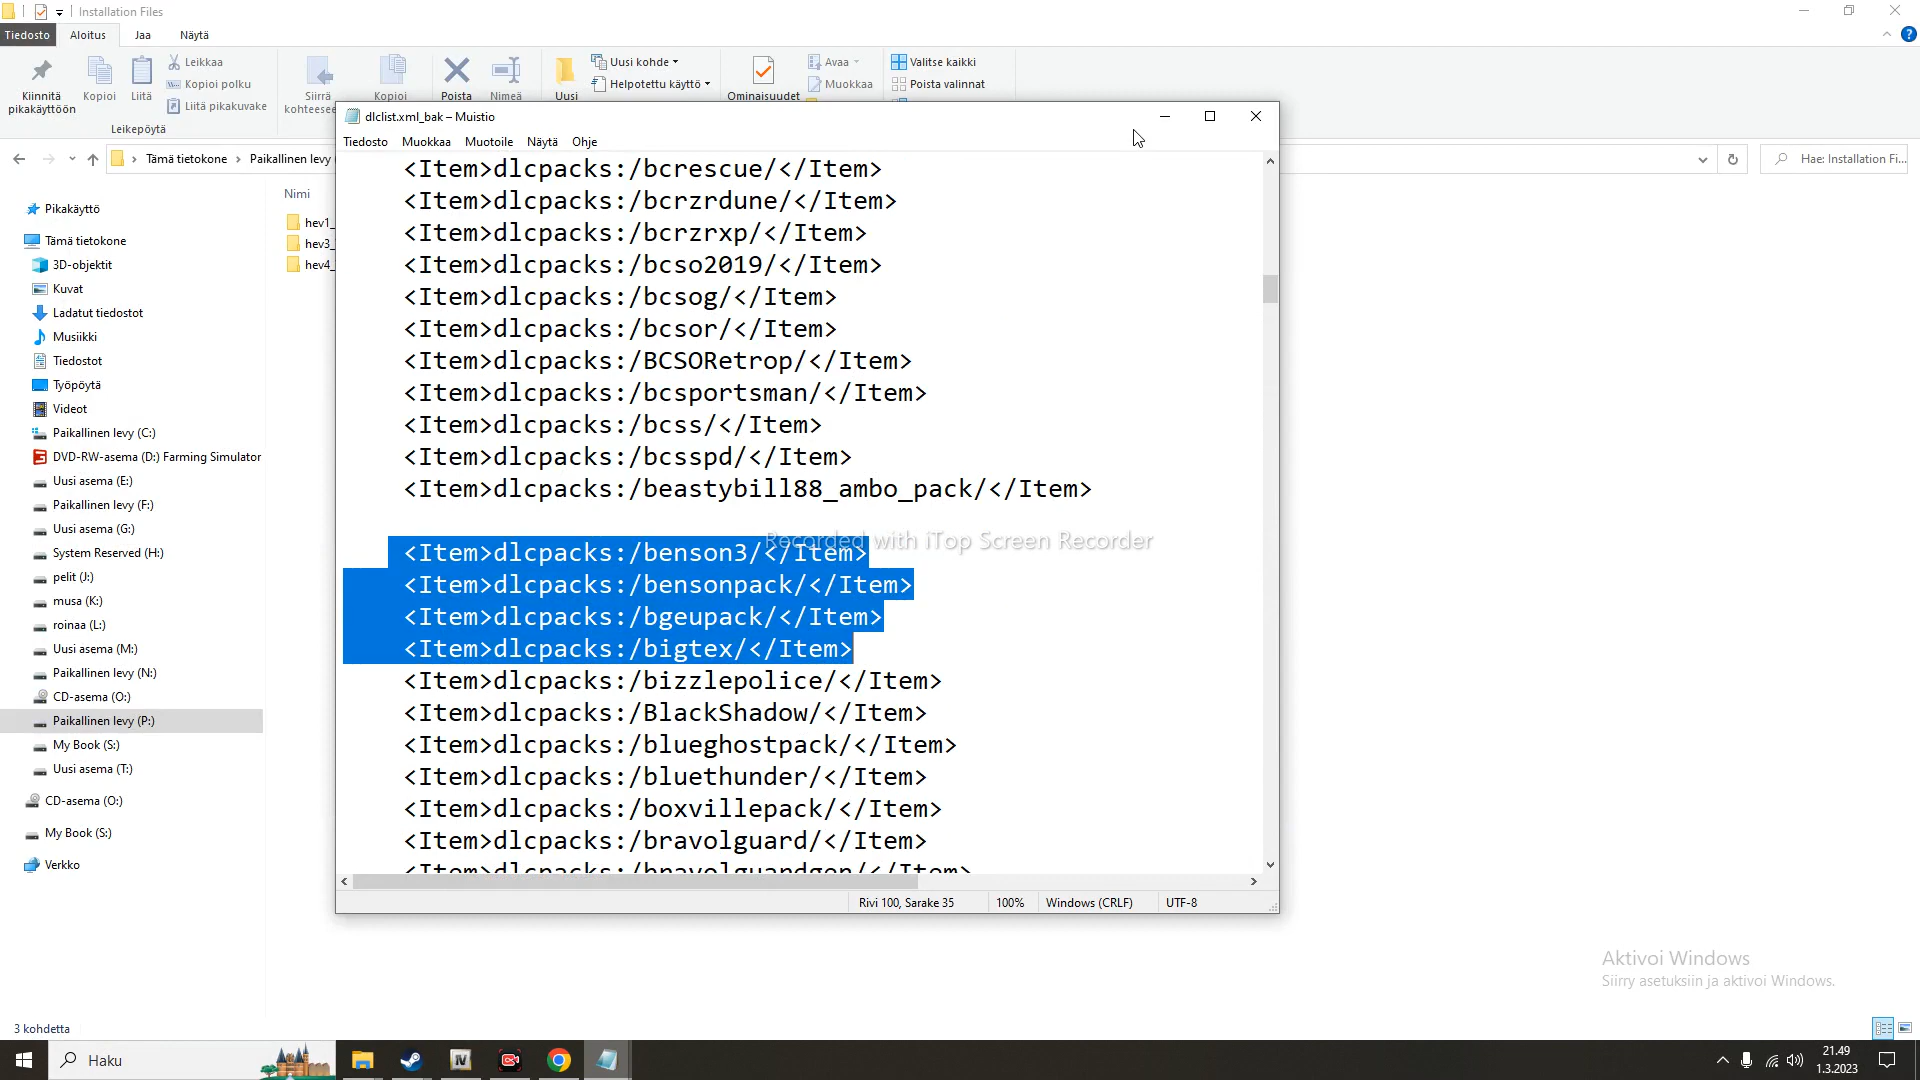 Installation Files
Tiedosto
Aloitus
Jaa
Näytä
Kiinnitä pikakäyttöön
Kopioi
Liitä
Leikkaa
Kopioi polku
Liitä pikakuvake
Leikepöytä
Siirrä kohteesee
Kopioi
Poista
Nimeä
Uusi
Uusi kohde
Helpotettu käyttö
Ominaisuudet
Avaa
Muokkaa
Valitse kaikki
Poista valinnat
Tämä tietokone
Paikallinen levy
Hae: Installation Fi...
Nimi
hev1_
hev3_
hev4_
Pikakäyttö
Tämä tietokone
3D-objektit
Kuvat
Ladatut tiedostot
Musiikki
Tiedostot
Työpöytä
Videot
Paikallinen levy (C:)
DVD-RW-asema (D:) Farming Simulator
Uusi asema (E:)
Paikallinen levy (F:)
Uusi asema (G:)
System Reserved (H:)
pelit (J:)
musa (K:)
roinaa (L:)
Uusi asema (M:)
Paikallinen levy (N:)
CD-asema (O:)
Paikallinen levy (P:)
My Book (S:)
Uusi asema (T:)
CD-asema (O:)
My Book (S:)
Verkko
3 kohdetta
dlclist.xml_bak – Muistio
Tiedosto
Muokkaa
Muotoile
Näytä
Ohje
<Item>dlcpacks:/bcrescue/</Item>
<Item>dlcpacks:/bcrzrdune/</Item>
<Item>dlcpacks:/bcrzrxp/</Item>
<Item>dlcpacks:/bcso2019/</Item>
<Item>dlcpacks:/bcsog/</Item>
<Item>dlcpacks:/bcsor/</Item>
<Item>dlcpacks:/BCSORetrop/</Item>
<Item>dlcpacks:/bcsportsman/</Item>
<Item>dlcpacks:/bcss/</Item>
<Item>dlcpacks:/bcsspd/</Item>
<Item>dlcpacks:/beastybill88_ambo_pack/</Item>
Recorded with iTop Screen Recorder
<Item>dlcpacks:/benson3/</Item>
<Item>dlcpacks:/bensonpack/</Item>
<Item>dlcpacks:/bgeupack/</Item>
<Item>dlcpacks:/bigtex/</Item>
<Item>dlcpacks:/bizzlepolice/</Item>
<Item>dlcpacks:/BlackShadow/</Item>
<Item>dlcpacks:/blueghostpack/</Item>
<Item>dlcpacks:/bluethunder/</Item>
<Item>dlcpacks:/boxvillepack/</Item>
<Item>dlcpacks:/bravolguard/</Item>
<Item>dlcpacks:/bravolguardgen/</Item>
Rivi 100, Sarake 35
100%
Windows (CRLF)
UTF-8
Aktivoi Windows
Siirry asetuksiin ja aktivoi Windows.
Haku
21.49
1.3.2023